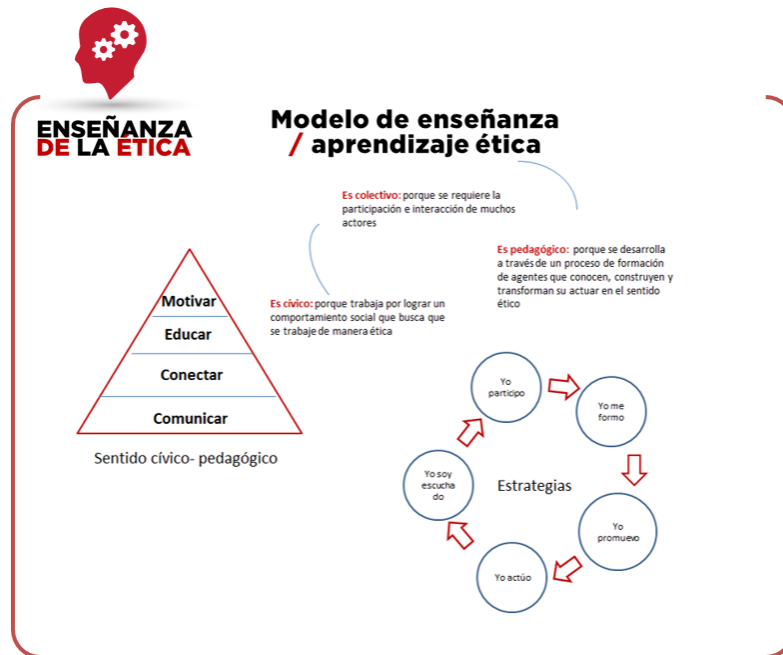 ENSEÑANZA
DE LA ÉTICA
Modelo de enseñanza
/ aprendizaje ética
Es colectivo: porque se requiere la
participación e interacción de muchos
actores
Es pedagógico: porque se desarrolla
a través de un proceso de formación
de agentes que conocen, construyen y
transforman su actuar en el sentido
ético
Es cívico: porque trabaja por lograr un
comportamiento social que busca que
se trabaje de manera ética
Motivar
Educar
Conectar
Comunicar
Sentido cívico- pedagógico
Yo
participo
Yo me
formo
Yo
promuevo
Yo actúo
Yo soy
escucha
do
Estrategias